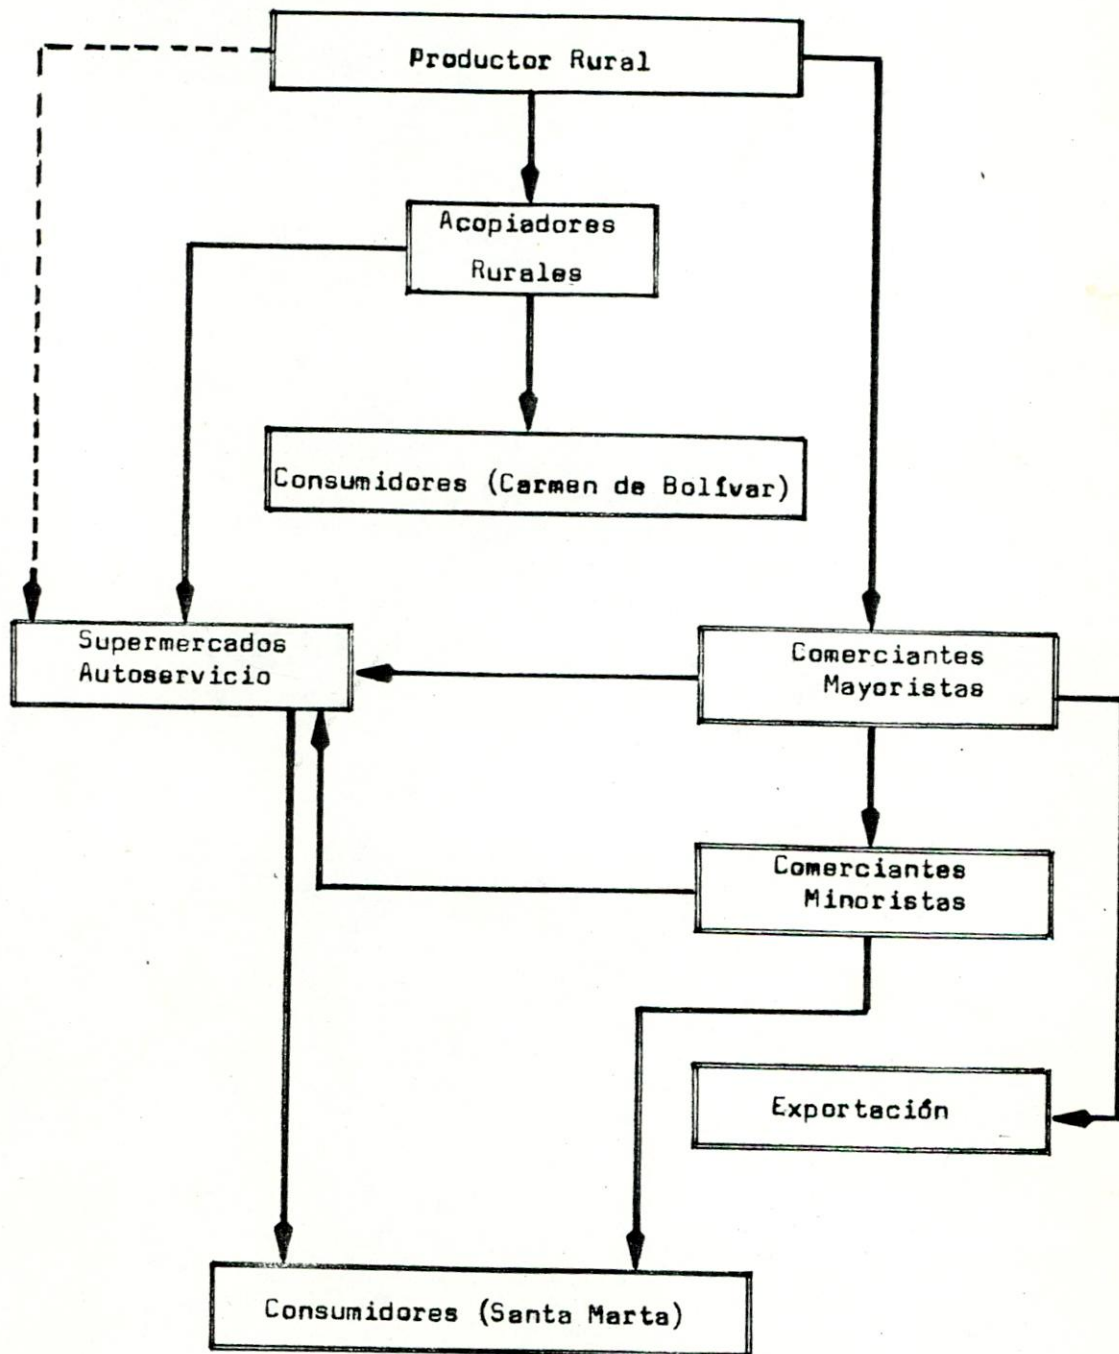 Productor Rural
Acopiadores
Rurales
Consumidores (Carmen de Bolívar)
Supermercados
Autoservicio
Comerciantes
Mayoristas
Comerciantes
Minoristas
Exportación
Consumidores (Santa Marta)